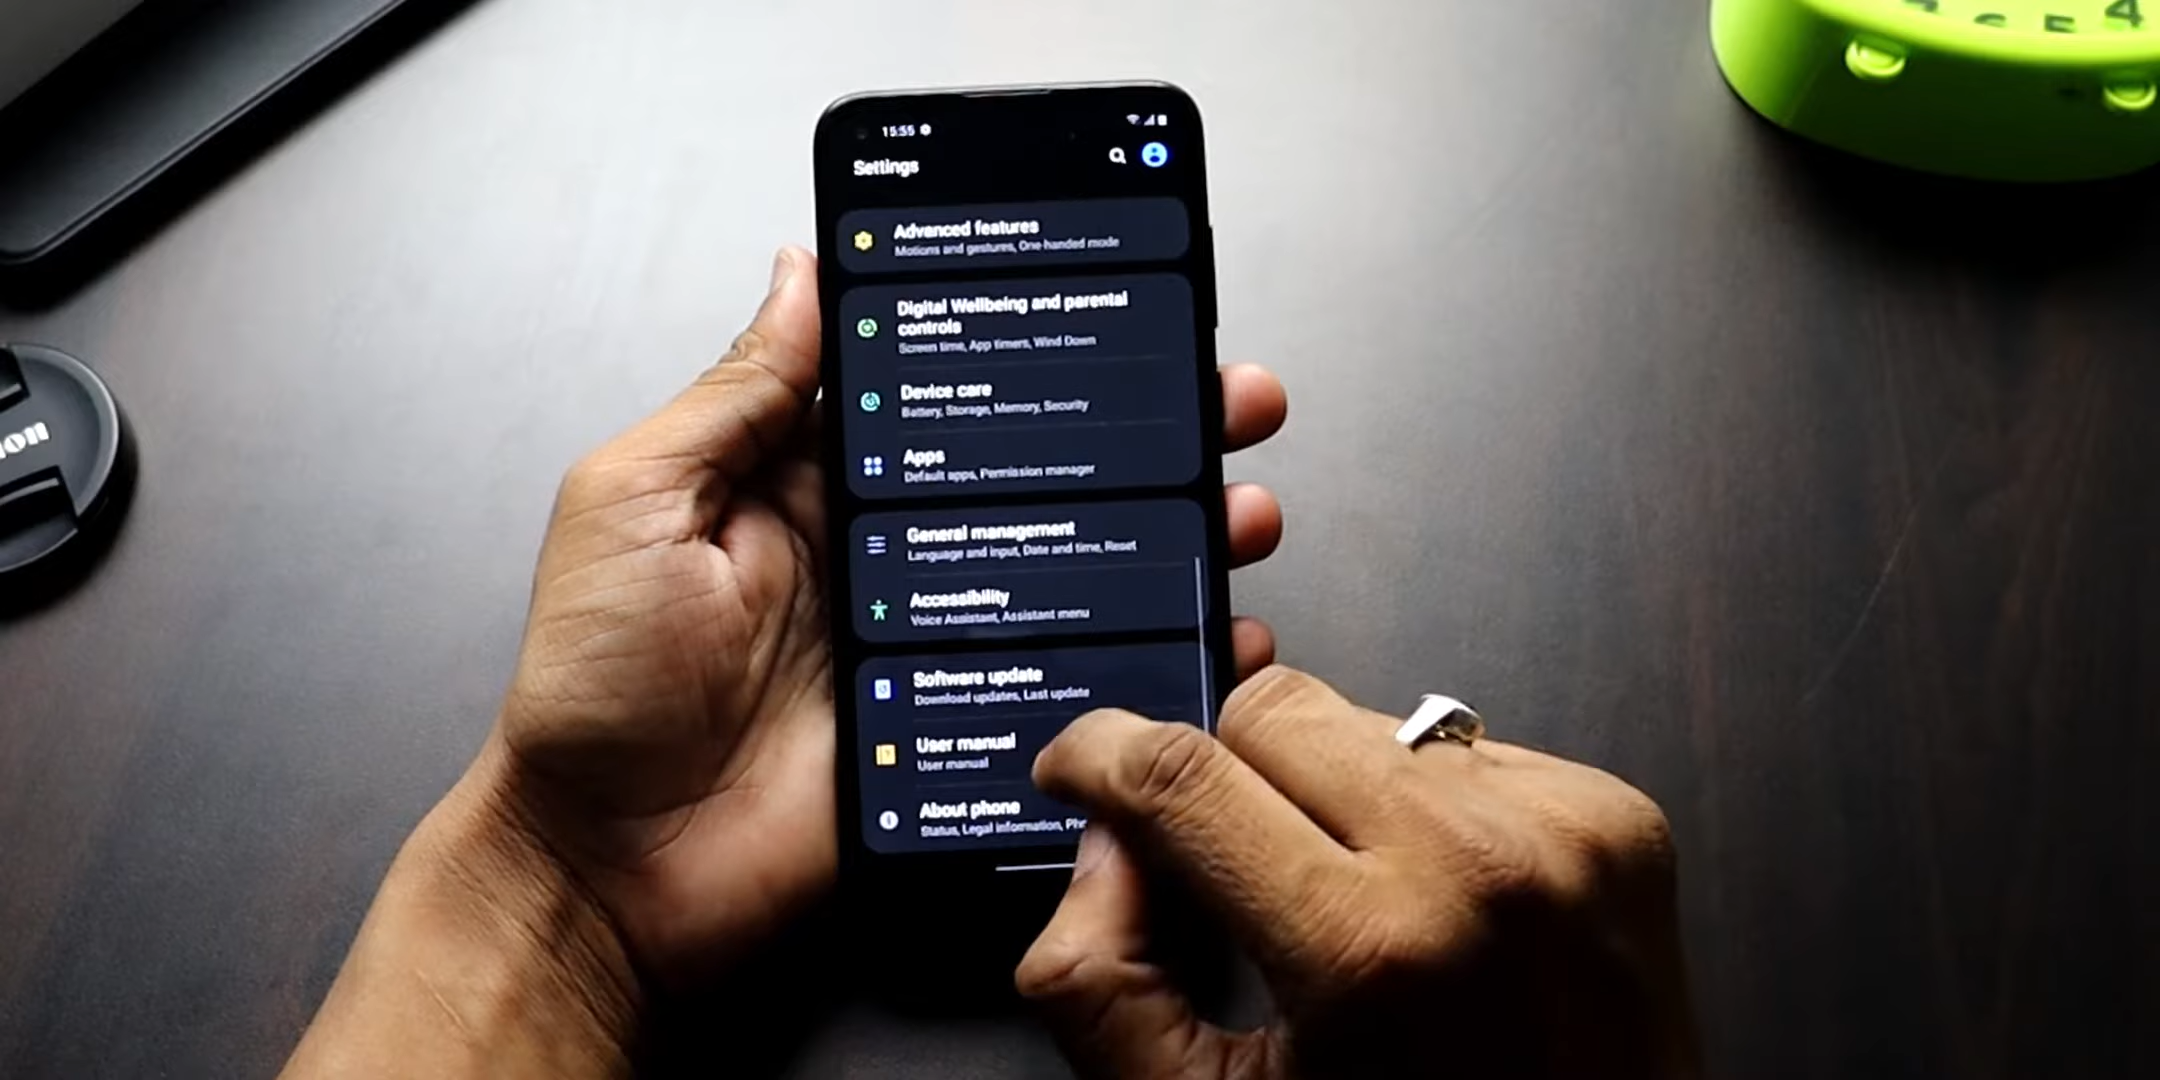 15:55
Settings
Advanced features
Motions and gestures, One-handed mode
Digital Wellbeing and parental
controls
Screen time, App timers, Wind Down
Device care
Battery, Storage, Memory, Security
Apps
Default apps, Permission manager
General management
Language and input, Date and time, Reset
Accessibility
Voice Assistant, Assistant menu
Software update
Download updates, Last update
User manual
User manual
About phone
Status, Legal information,
on
5 4